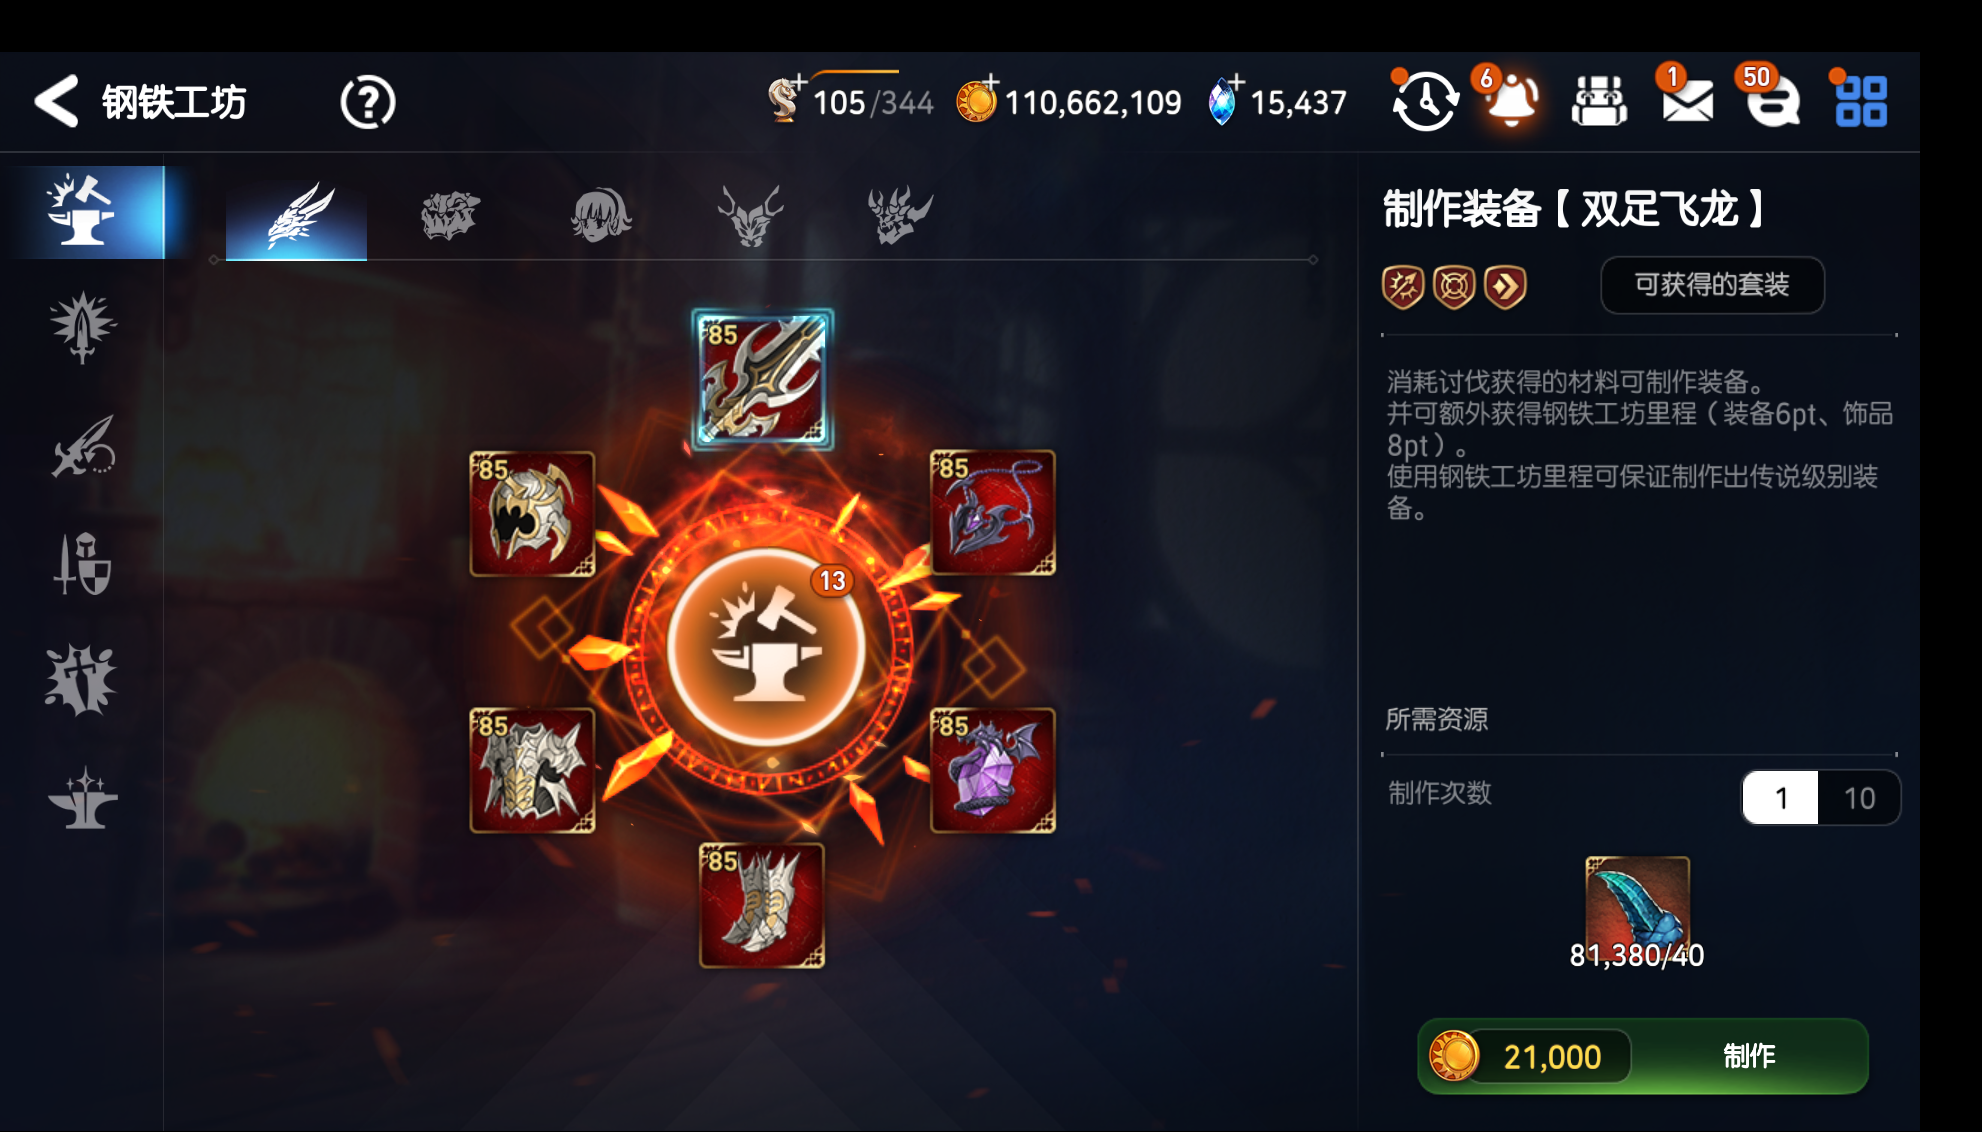 钢铁工坊
105/344
110,662,109
15,437
6
1
50
制作装备【双足飞龙】
可获得的套装
消耗讨伐获得的材料可制作装备。
并可额外获得钢铁工坊里程（装备6pt、饰品
8pt）。
使用钢铁工坊里程可保证制作出传说级别装
备。
85
85
85
13
85
85
85
所需资源
制作次数
1
10
81,380/40
21,000
制作